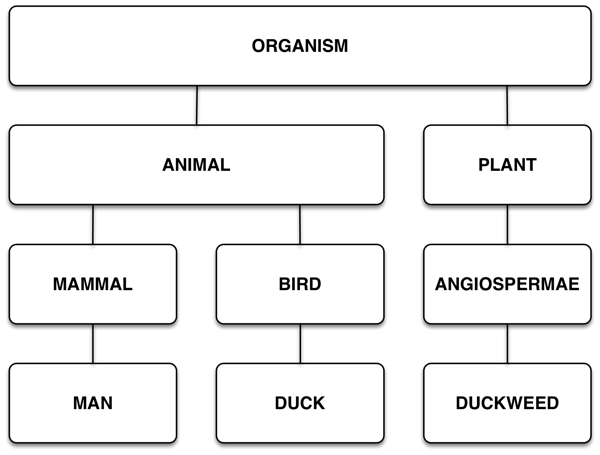 ORGANISM
ANIMAL
PLANT
MAMMAL
BIRD
ANGIOSPERMAE
MAN
DUCK
DUCKWEED